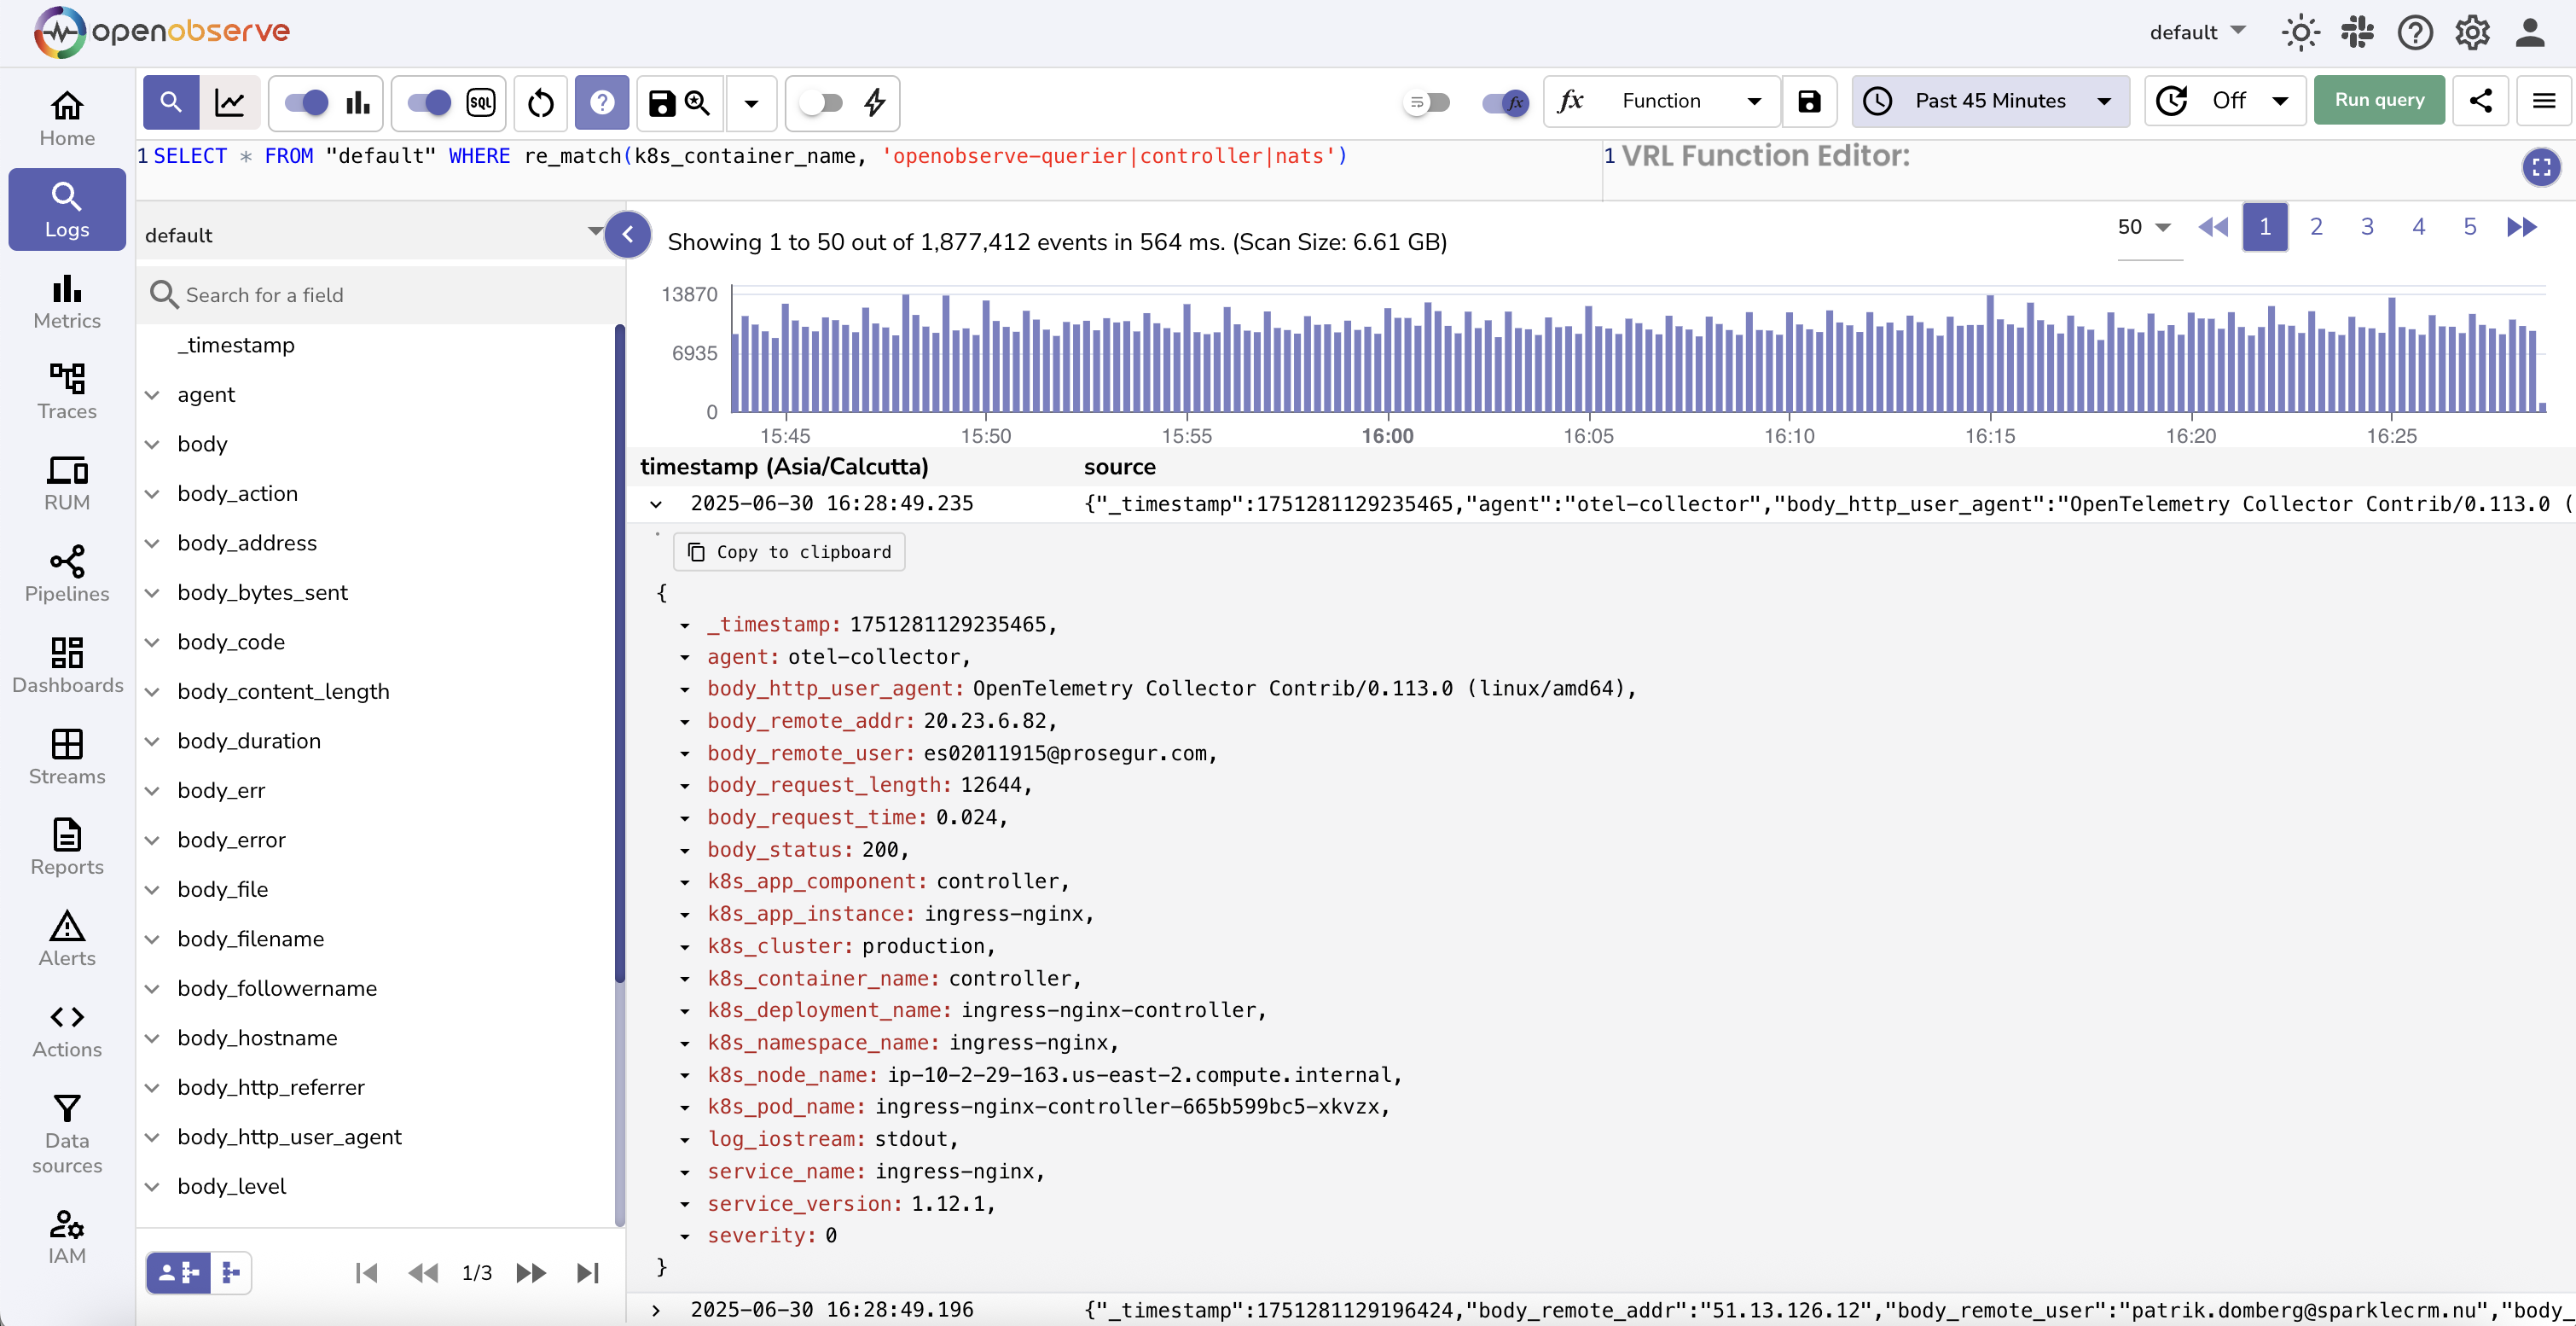 openobserve
default
Home
Logs
Metrics
Traces
RUM
Pipelines
Dashboards
Streams
Reports
Alerts
Actions
Data
sources
IAM
SQL
fx
fx Function
Past 45 Minutes
Off
Run query
1 SELECT * FROM "default" WHERE re_match(k8s_container_name, 'openobserve-querier|controller|nats')
1 VRL Function Editor:
default
Search for a field
_timestamp
agent
body
body_action
body_address
body_bytes_sent
body_code
body_content_length
body_duration
body_err
body_error
body_file
body_filename
body_followername
body_hostname
body_http_referrer
body_http_user_agent
body_level
1/3
Showing 1 to 50 out of 1,877,412 events in 564 ms. (Scan Size: 6.61 GB)
50 1 2 3 4 5
13870
6935
0
15:45 15:50 15:55 16:00 16:05 16:10 16:15 16:20 16:25
timestamp (Asia/Calcutta) source
2025-06-30 16:28:49.235 {"_timestamp":1751281129235465,"agent":"otel-collector","body_http_user_agent":"OpenTelemetry Collector Contrib/0.113.0 (
Copy to clipboard
{
_timestamp: 1751281129235465,
agent: otel-collector,
body_http_user_agent: OpenTelemetry Collector Contrib/0.113.0 (linux/amd64),
body_remote_addr: 20.23.6.82,
body_remote_user: es02011915@prosegur.com,
body_request_length: 12644,
body_request_time: 0.024,
body_status: 200,
k8s_app_component: controller,
k8s_app_instance: ingress-nginx,
k8s_cluster: production,
k8s_container_name: controller,
k8s_deployment_name: ingress-nginx-controller,
k8s_namespace_name: ingress-nginx,
k8s_node_name: ip-10-2-29-163.us-east-2.compute.internal,
k8s_pod_name: ingress-nginx-controller-665b599bc5-xkvzx,
log_iostream: stdout,
service_name: ingress-nginx,
service_version: 1.12.1,
severity: 0
}
2025-06-30 16:28:49.196 {"_timestamp":1751281129196424,"body_remote_addr":"51.13.126.12","body_remote_user":"patrik.domberg@sparklecrm.nu","body_